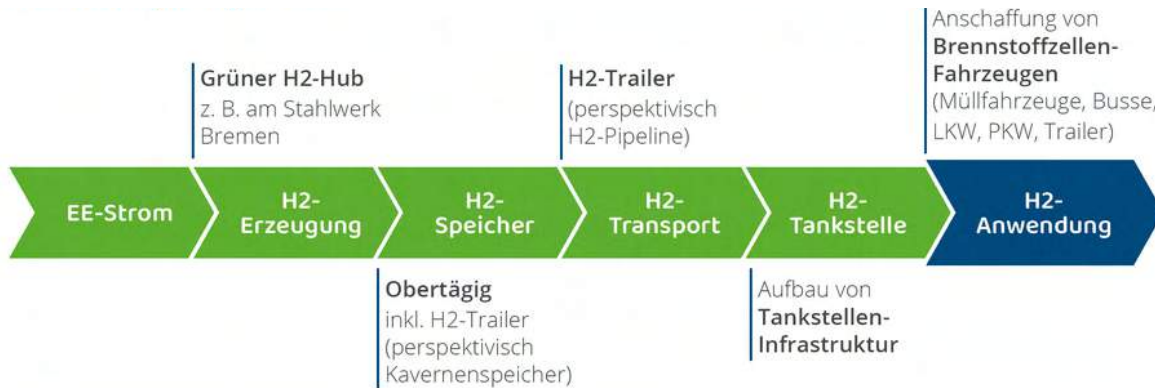 Anschaffung von
Brennstoffzellen-
Fahrzeugen
(Müllfahrzeuge, Busse,
LKW, PKW, Trailer)
Grüner H2-Hub
z. B. am Stahlwerk
Bremen
H2-Trailer
(perspektivisch
H2-Pipeline)
EE-Strom
H2-
Erzeugung
H2-
Speicher
H2-
Transport
H2-
Tankstelle
H2-
Anwendung
Obertägig
inkl. H2-Trailer
(perspektivisch
Kavernenspeicher)
Aufbau von
Tankstellen-
Infrastruktur